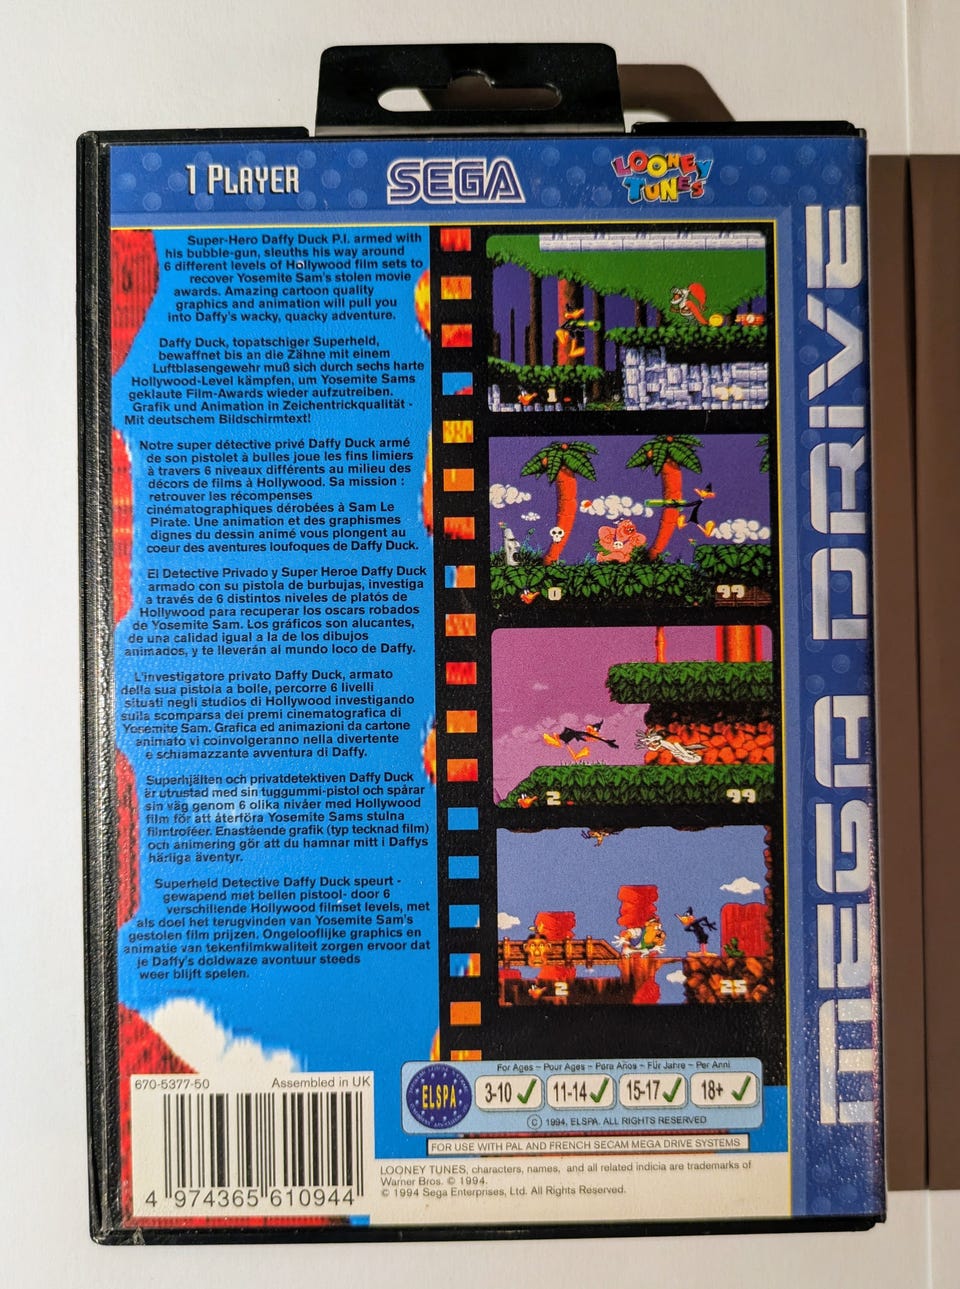 1 PLAYER
SEGA
LOONEY
TUNES
Super-Hero Daffy Duck P.I. armed with
his bubble-gun, sleuths his way around
6 different levels of Hollywood film sets to
recover Yosemite Sam's stolen movie
awards. Amazing cartoon quality
graphics and animation will pull you
into Daffy's wacky, quacky adventure.
Daffy Duck, topatschiger Superheld,
bewaffnet bis an die Zähne mit einem
Luftblasengewehr muß sich durch sechs harte
Hollywood-Level kämpfen, um Yosemite Sams
geklaute Film-Awards wieder aufzutreiben.
Grafik und Animation in Zeichentrickqualität -
Mit deutschem Bildschirmtext!
Notre super détective privé Daffy Duck armé
de son pistolet à bulles joue les fins limiers
à travers 6 niveaux différents au milieu des
décors de films à Hollywood. Sa mission :
retrouver les récompenses
cinématographiques dérobées à Sam Le
Pirate. Une animation et des graphismes
dignes du dessin animé vous plongent au
coeur des aventures loufoques de Daffy Duck.
El Detective Privado y Super Heroe Daffy Duck
armado con su pistola de burbujas, investiga
a través de 6 distintos niveles de platós de
Hollywood para recuperar los oscars robados
de Yosemite Sam. Los gráficos son alucantes,
de una calidad igual a la de los dibujos
animados, y te lleverán al mundo loco de Daffy.
L'investigatore privato Daffy Duck, armato
della sua pistola a bolle, percorre 6 livelli
situati negli studios di Hollywood investigando
sulla scomparsa dei premi cinematografica di
Yosemite Sam. Grafica ed animazioni da cartone
animato vi coinvolgeranno nella divertente
e schiamazzante avventura di Daffy.
Superhjälten och privatdetektiven Daffy Duck
är utrustad med sin tuggummi-pistol och spårar
sin väg genom 6 olika nivåer med Hollywood
film för att återföra Yosemite Sams stulna
filmtroféer. Enastående grafik (typ tecknad film)
och animering gör att du hamnar mitt i Daffys
härliga äventyr.
Superheld Detective Daffy Duck speurt -
gewapend met bellen pistool- door 6
verschillende Hollywood filmset levels, met
als doel het terugvinden van Yosemite Sam's
gestolen film prijzen. Ongelooflijke graphics en
animatie van tekenfilmkwaliteit zorgen ervoor dat
je Daffy's doldwaze avontuur steeds
weer blijft spelen.
1
0 99
2 99
2 25
MEGA DRIVE
670-5377-50 Assembled in UK
4 974365 610944
ELSPA
For Ages ~ Pour Ages ~ Para Años ~ Für Jahre ~ Per Anni
3-10 11-14 15-17 18+
© 1994, ELSPA. ALL RIGHTS RESERVED
FOR USE WITH PAL AND FRENCH SECAM MEGA DRIVE SYSTEMS
LOONEY TUNES, characters, names, and all related indicia are trademarks of
Warner Bros. © 1994.
© 1994 Sega Enterprises, Ltd. All Rights Reserved.